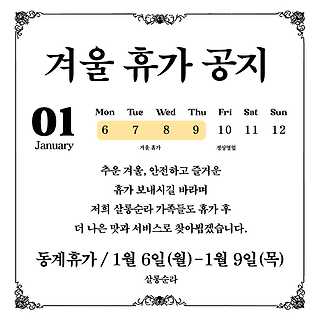 겨울 휴가 공지
01
January
Mon Tue Wed Thu Fri Sat Sun
6 7 8 9 10 11 12
겨울 휴가 정상영업
추운 겨울, 안전하고 즐거운
휴가 보내시길 바라며
저희 살롱순라 가족들도 휴가 후
더 나은 맛과 서비스로 찾아뵙겠습니다.
동계휴가 / 1월 6일(월)-1월 9일(목)
살롱순라